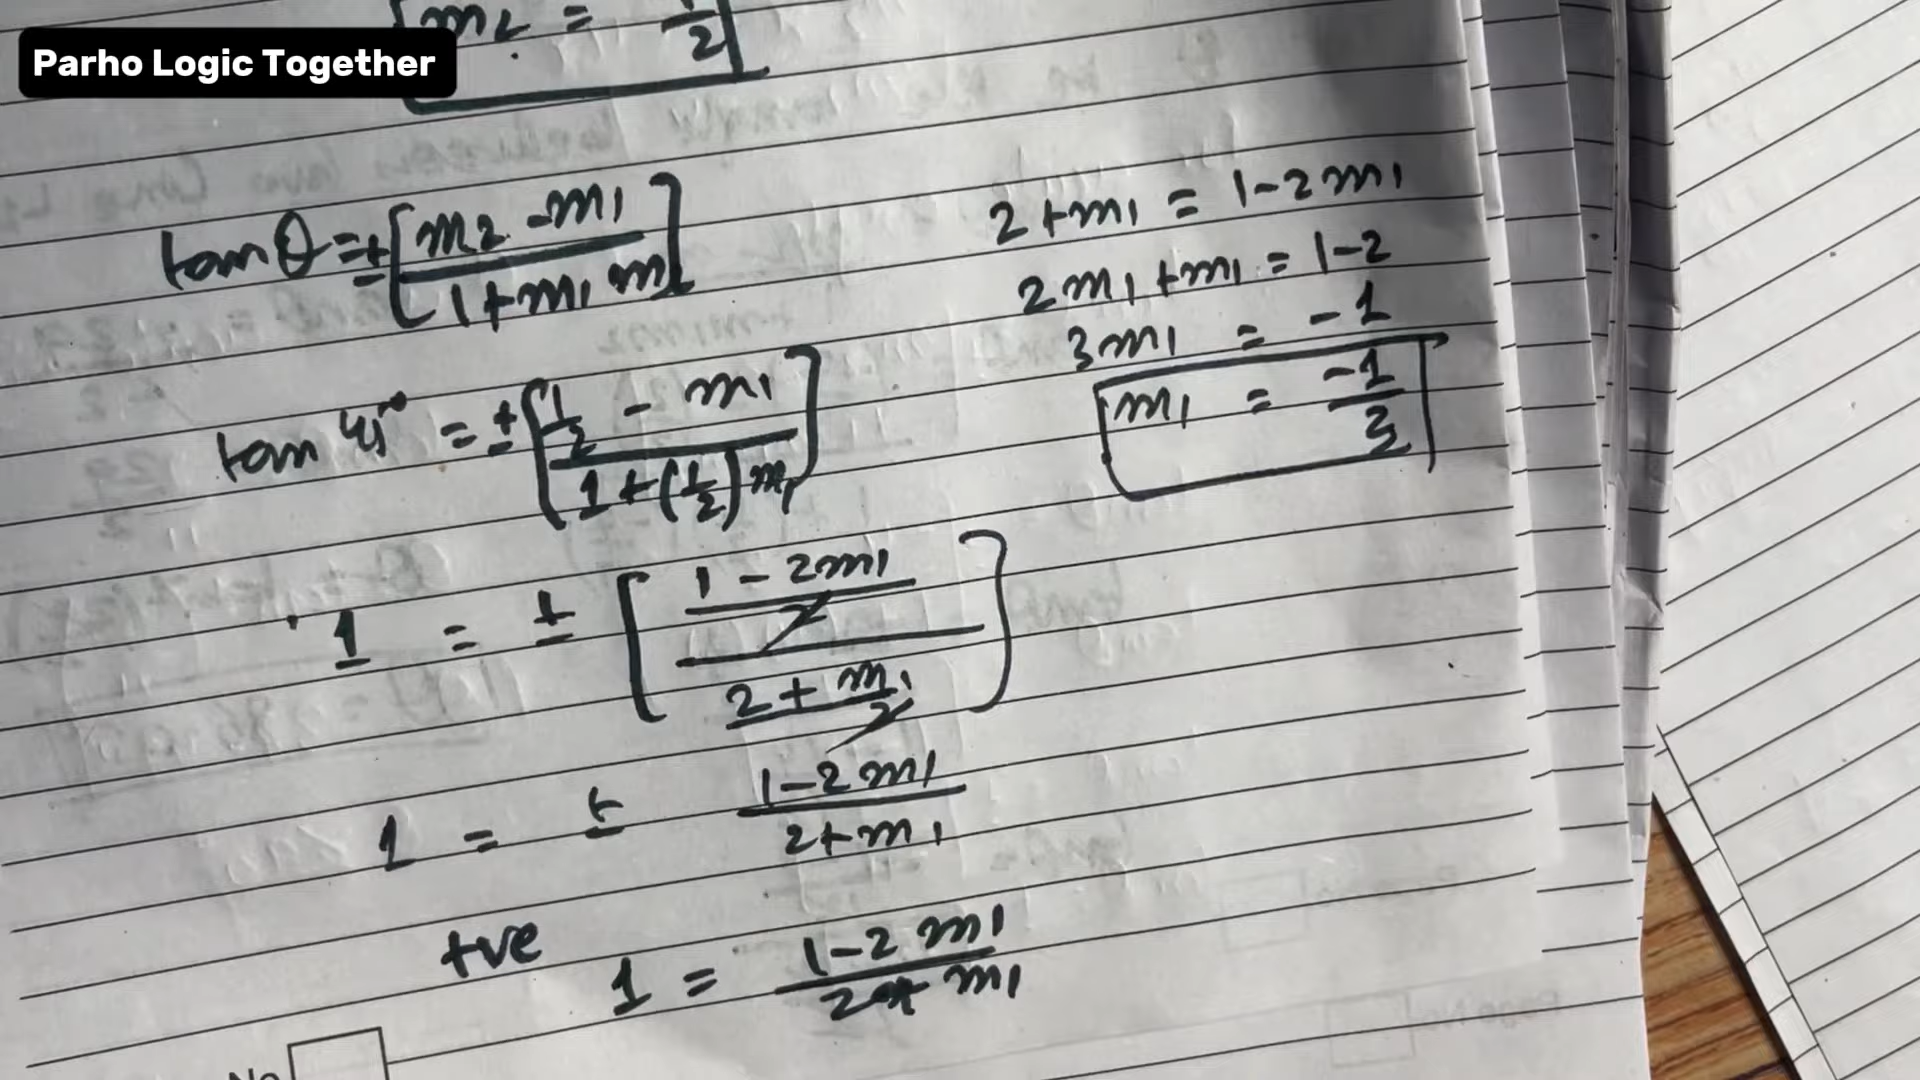 m2 = 1/2
Parho Logic Together
tan θ = ± [m2 - m1 / 1 + m1 m2]
tan 45° = ± [1/2 - m1 / 1 + (1/2) m1]
1 = ± [1 - 2m1 / 2 / 2 + m1 / 2]
1 = ± 1 - 2m1 / 2 + m1
+ve 1 = 1 - 2m1 / 2 + m1
2 + m1 = 1 - 2m1
2m1 + m1 = 1 - 2
3m1 = -1
m1 = -1/3
No